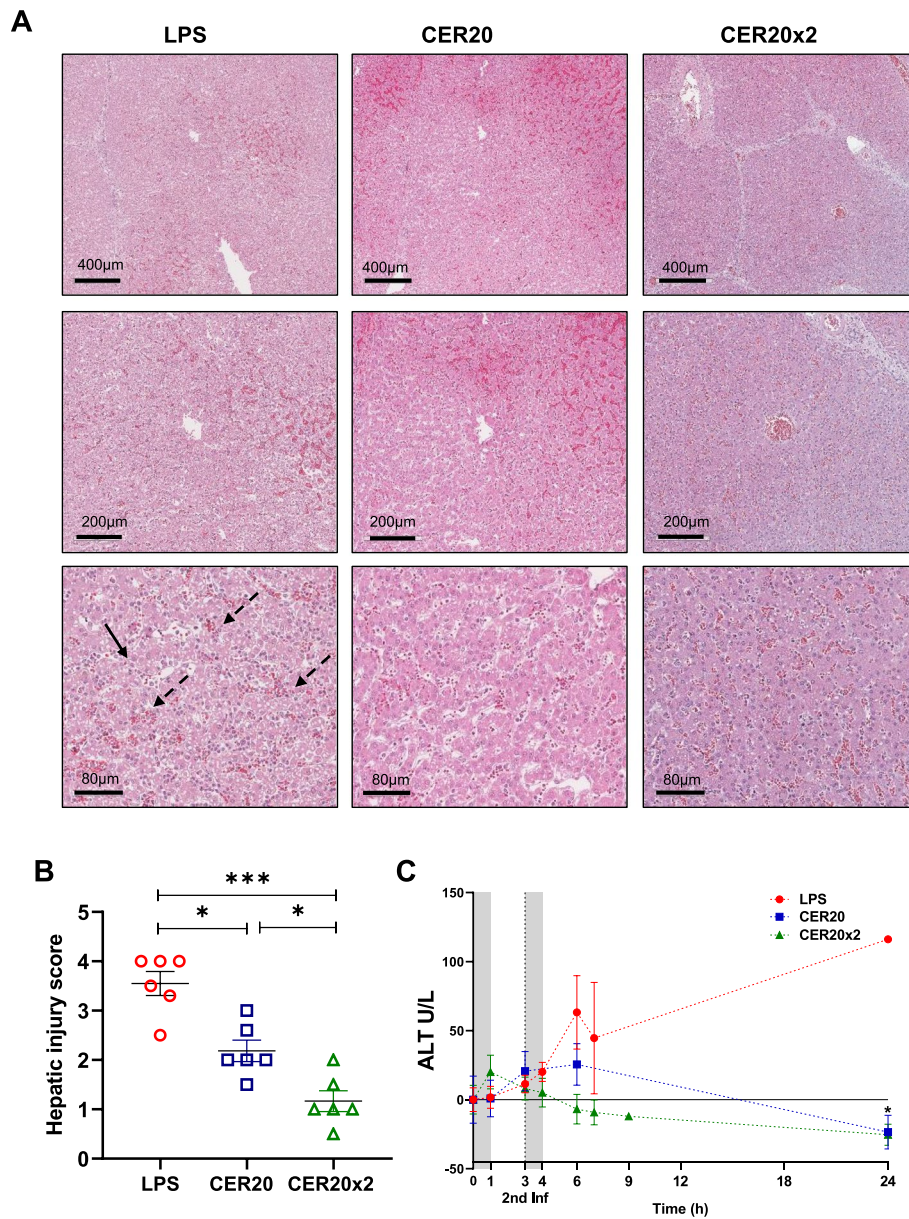 A
LPS CER20 CER20x2
400µm 400µm 400µm
200µm 200µm 200µm
80µm 80µm 80µm
B
***
* *
Hepatic injury score
5
4
3
2
1
0
LPS CER20 CER20x2
C
150
100
50
0
-50
ALT U/L
LPS
CER20
CER20x2
*
0 1 3 4 6 9 12 18 24
2nd Inf
Time (h)